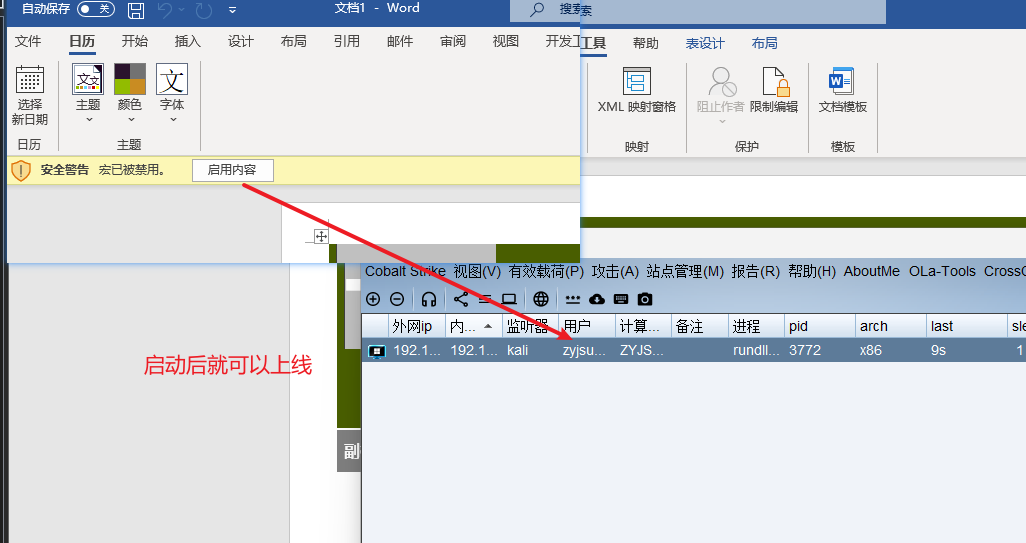 自动保存 关 文档1 - Word 搜索
索
文件 日历 开始 插入 设计 布局 引用 邮件 审阅 视图 开发工
工具 帮助 表设计 布局
选择
新日期
主题 颜色 字体
日历 主题
XML 映射窗格 阻止作者 限制编辑 文档模板
映射 保护 模板
安全警告 宏已被禁用。 启用内容
Cobalt Strike 视图(V) 有效载荷(P) 攻击(A) 站点管理(M) 报告(R) 帮助(H) AboutMe OLa-Tools CrossC
外网ip 内... 监听器 用户 计算... 备注 进程 pid arch last sle
192.1... 192.1... kali zyjsu... ZYJS... rundll... 3772 x86 9s 1
启动后就可以上线
副